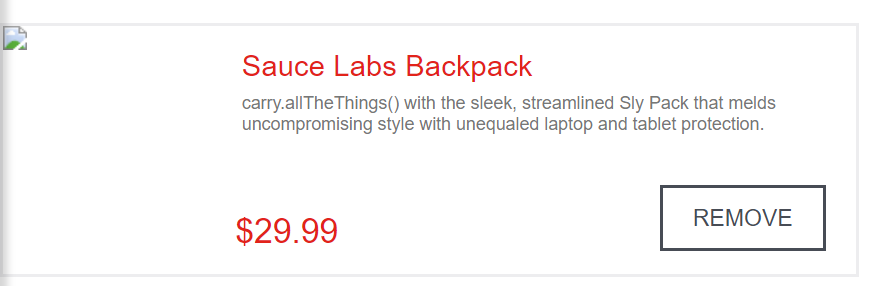 Sauce Labs Backpack
carry.allTheThings() with the sleek, streamlined Sly Pack that melds
uncompromising style with unequaled laptop and tablet protection.
$29.99
REMOVE